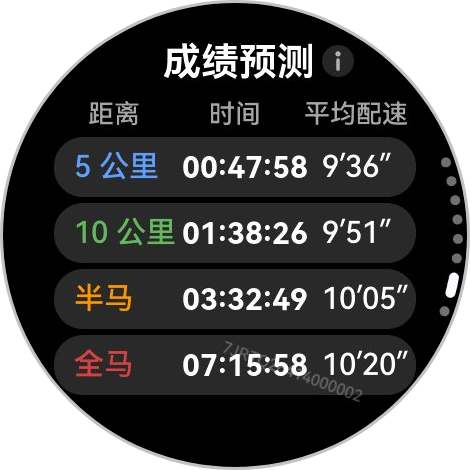 成绩预测 i
距离 时间 平均配速
5 公里 00:47:58 9′36″
10 公里 01:38:26 9′51″
半马 03:32:49 10′05″
全马 07:15:58 10′20″